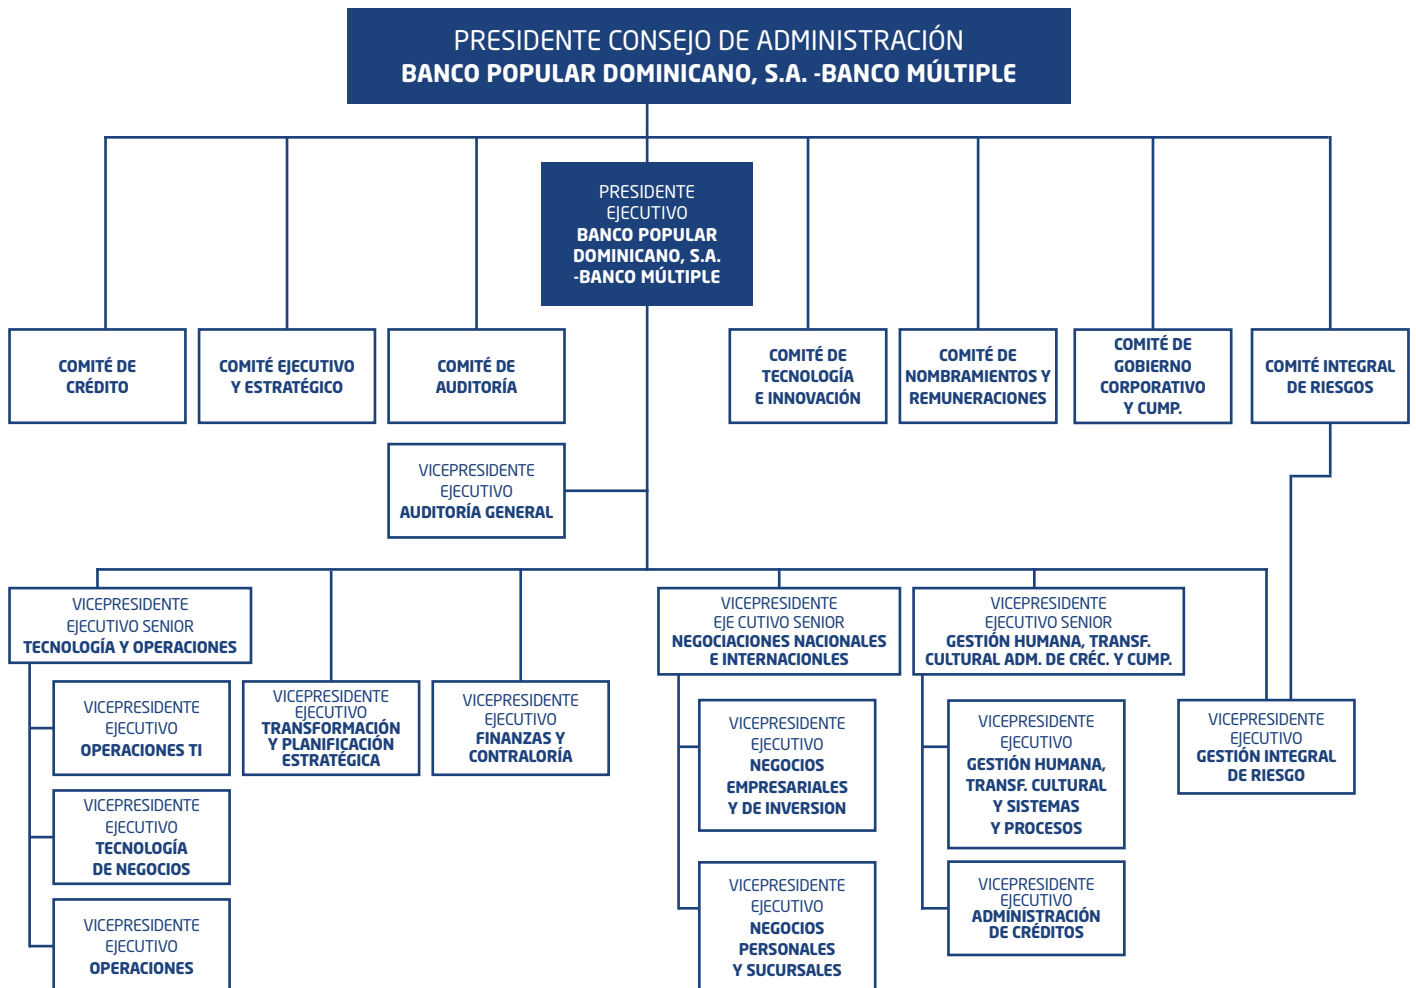 PRESIDENTE CONSEJO DE ADMINISTRACIÓN
BANCO POPULAR DOMINICANO, S.A. -BANCO MÚLTIPLE
PRESIDENTE
EJECUTIVO
BANCO POPULAR
DOMINICANO, S.A.
-BANCO MÚLTIPLE
COMITÉ DE
CRÉDITO
COMITÉ EJECUTIVO
Y ESTRATÉGICO
COMITÉ DE
AUDITORÍA
COMITÉ DE
TECNOLOGÍA
E INNOVACIÓN
COMITÉ DE
NOMBRAMIENTOS Y
REMUNERACIONES
COMITÉ DE
GOBIERNO
CORPORATIVO
Y CUMP.
COMITÉ INTEGRAL
DE RIESGOS
VICEPRESIDENTE
EJECUTIVO
AUDITORÍA GENERAL
VICEPRESIDENTE
EJECUTIVO SENIOR
TECNOLOGÍA Y OPERACIONES
VICEPRESIDENTE
EJECUTIVO
OPERACIONES TI
VICEPRESIDENTE
EJECUTIVO
TECNOLOGÍA
DE NEGOCIOS
VICEPRESIDENTE
EJECUTIVO
OPERACIONES
VICEPRESIDENTE
EJECUTIVO
TRANSFORMACIÓN
Y PLANIFICACIÓN
ESTRATÉGICA
VICEPRESIDENTE
EJECUTIVO
FINANZAS Y
CONTRALORÍA
VICEPRESIDENTE
EJE CUTIVO SENIOR
NEGOCIACIONES NACIONALES
E INTERNACIONLES
VICEPRESIDENTE
EJECUTIVO
NEGOCIOS
EMPRESARIALES
Y DE INVERSION
VICEPRESIDENTE
EJECUTIVO
NEGOCIOS
PERSONALES
Y SUCURSALES
VICEPRESIDENTE
EJECUTIVO SENIOR
GESTIÓN HUMANA, TRANSF.
CULTURAL ADM. DE CRÉC. Y CUMP.
VICEPRESIDENTE
EJECUTIVO
GESTIÓN HUMANA,
TRANSF. CULTURAL
Y SISTEMAS
Y PROCESOS
VICEPRESIDENTE
EJECUTIVO
ADMINISTRACIÓN
DE CRÉDITOS
VICEPRESIDENTE
EJECUTIVO
GESTIÓN INTEGRAL
DE RIESGO